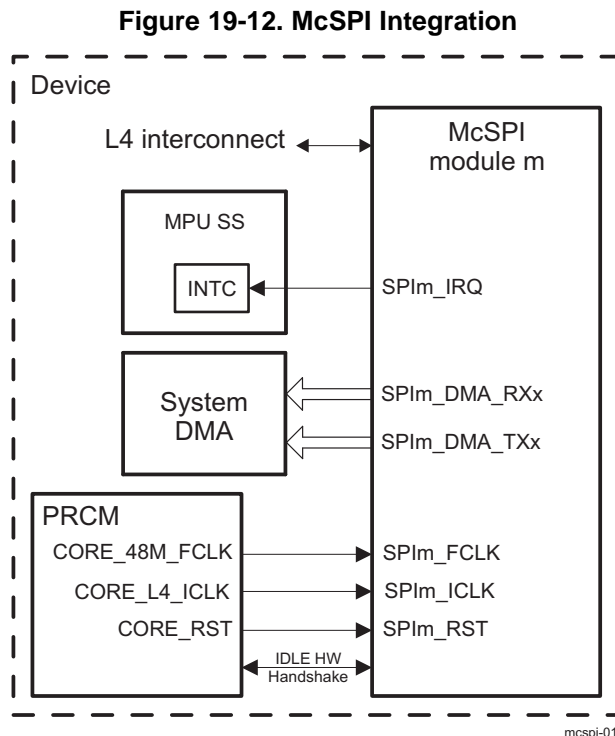 Figure 19-12. McSPI Integration
Device
L4 interconnect
McSPI
module m
MPU SS
INTC
SPIm_IRQ
System
DMA
SPIm_DMA_RXx
SPIm_DMA_TXx
PRCM
CORE_48M_FCLK
SPIm_FCLK
CORE_L4_ICLK
SPIm_ICLK
CORE_RST
SPIm_RST
IDLE HW
Handshake